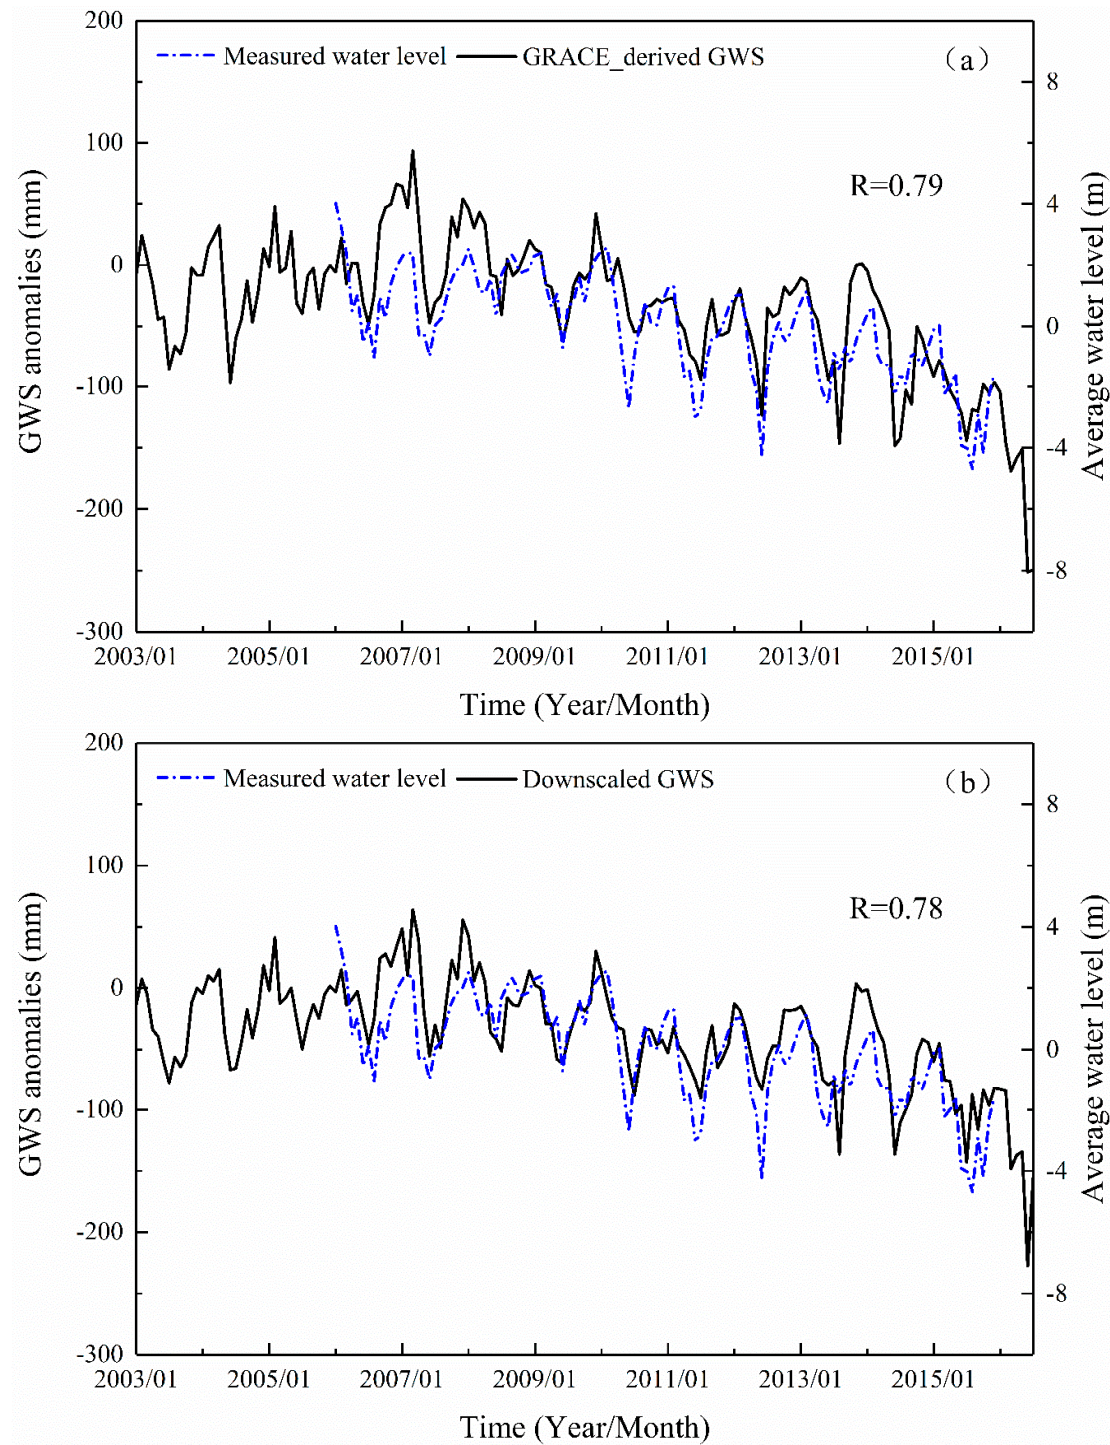 200
Measured water level GRACE_derived GWS (a)
8
100
R=0.79
4
0
0
-100
-4
-200
-8
-300
GWS anomalies (mm)
Average water level (m)
2003/01 2005/01 2007/01 2009/01 2011/01 2013/01 2015/01
Time (Year/Month)
200
Measured water level Downscaled GWS (b)
8
100
R=0.78
4
0
0
-100
-4
-200
-8
-300
GWS anomalies (mm)
Average water level (m)
2003/01 2005/01 2007/01 2009/01 2011/01 2013/01 2015/01
Time (Year/Month)